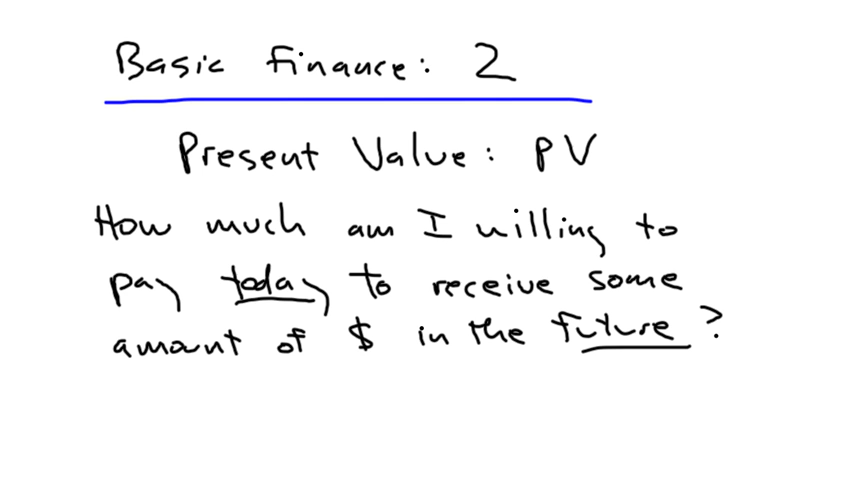 Basic Finance: 2
Present Value: PV
How much am I willing to
pay today to receive some
amount of $ in the future?